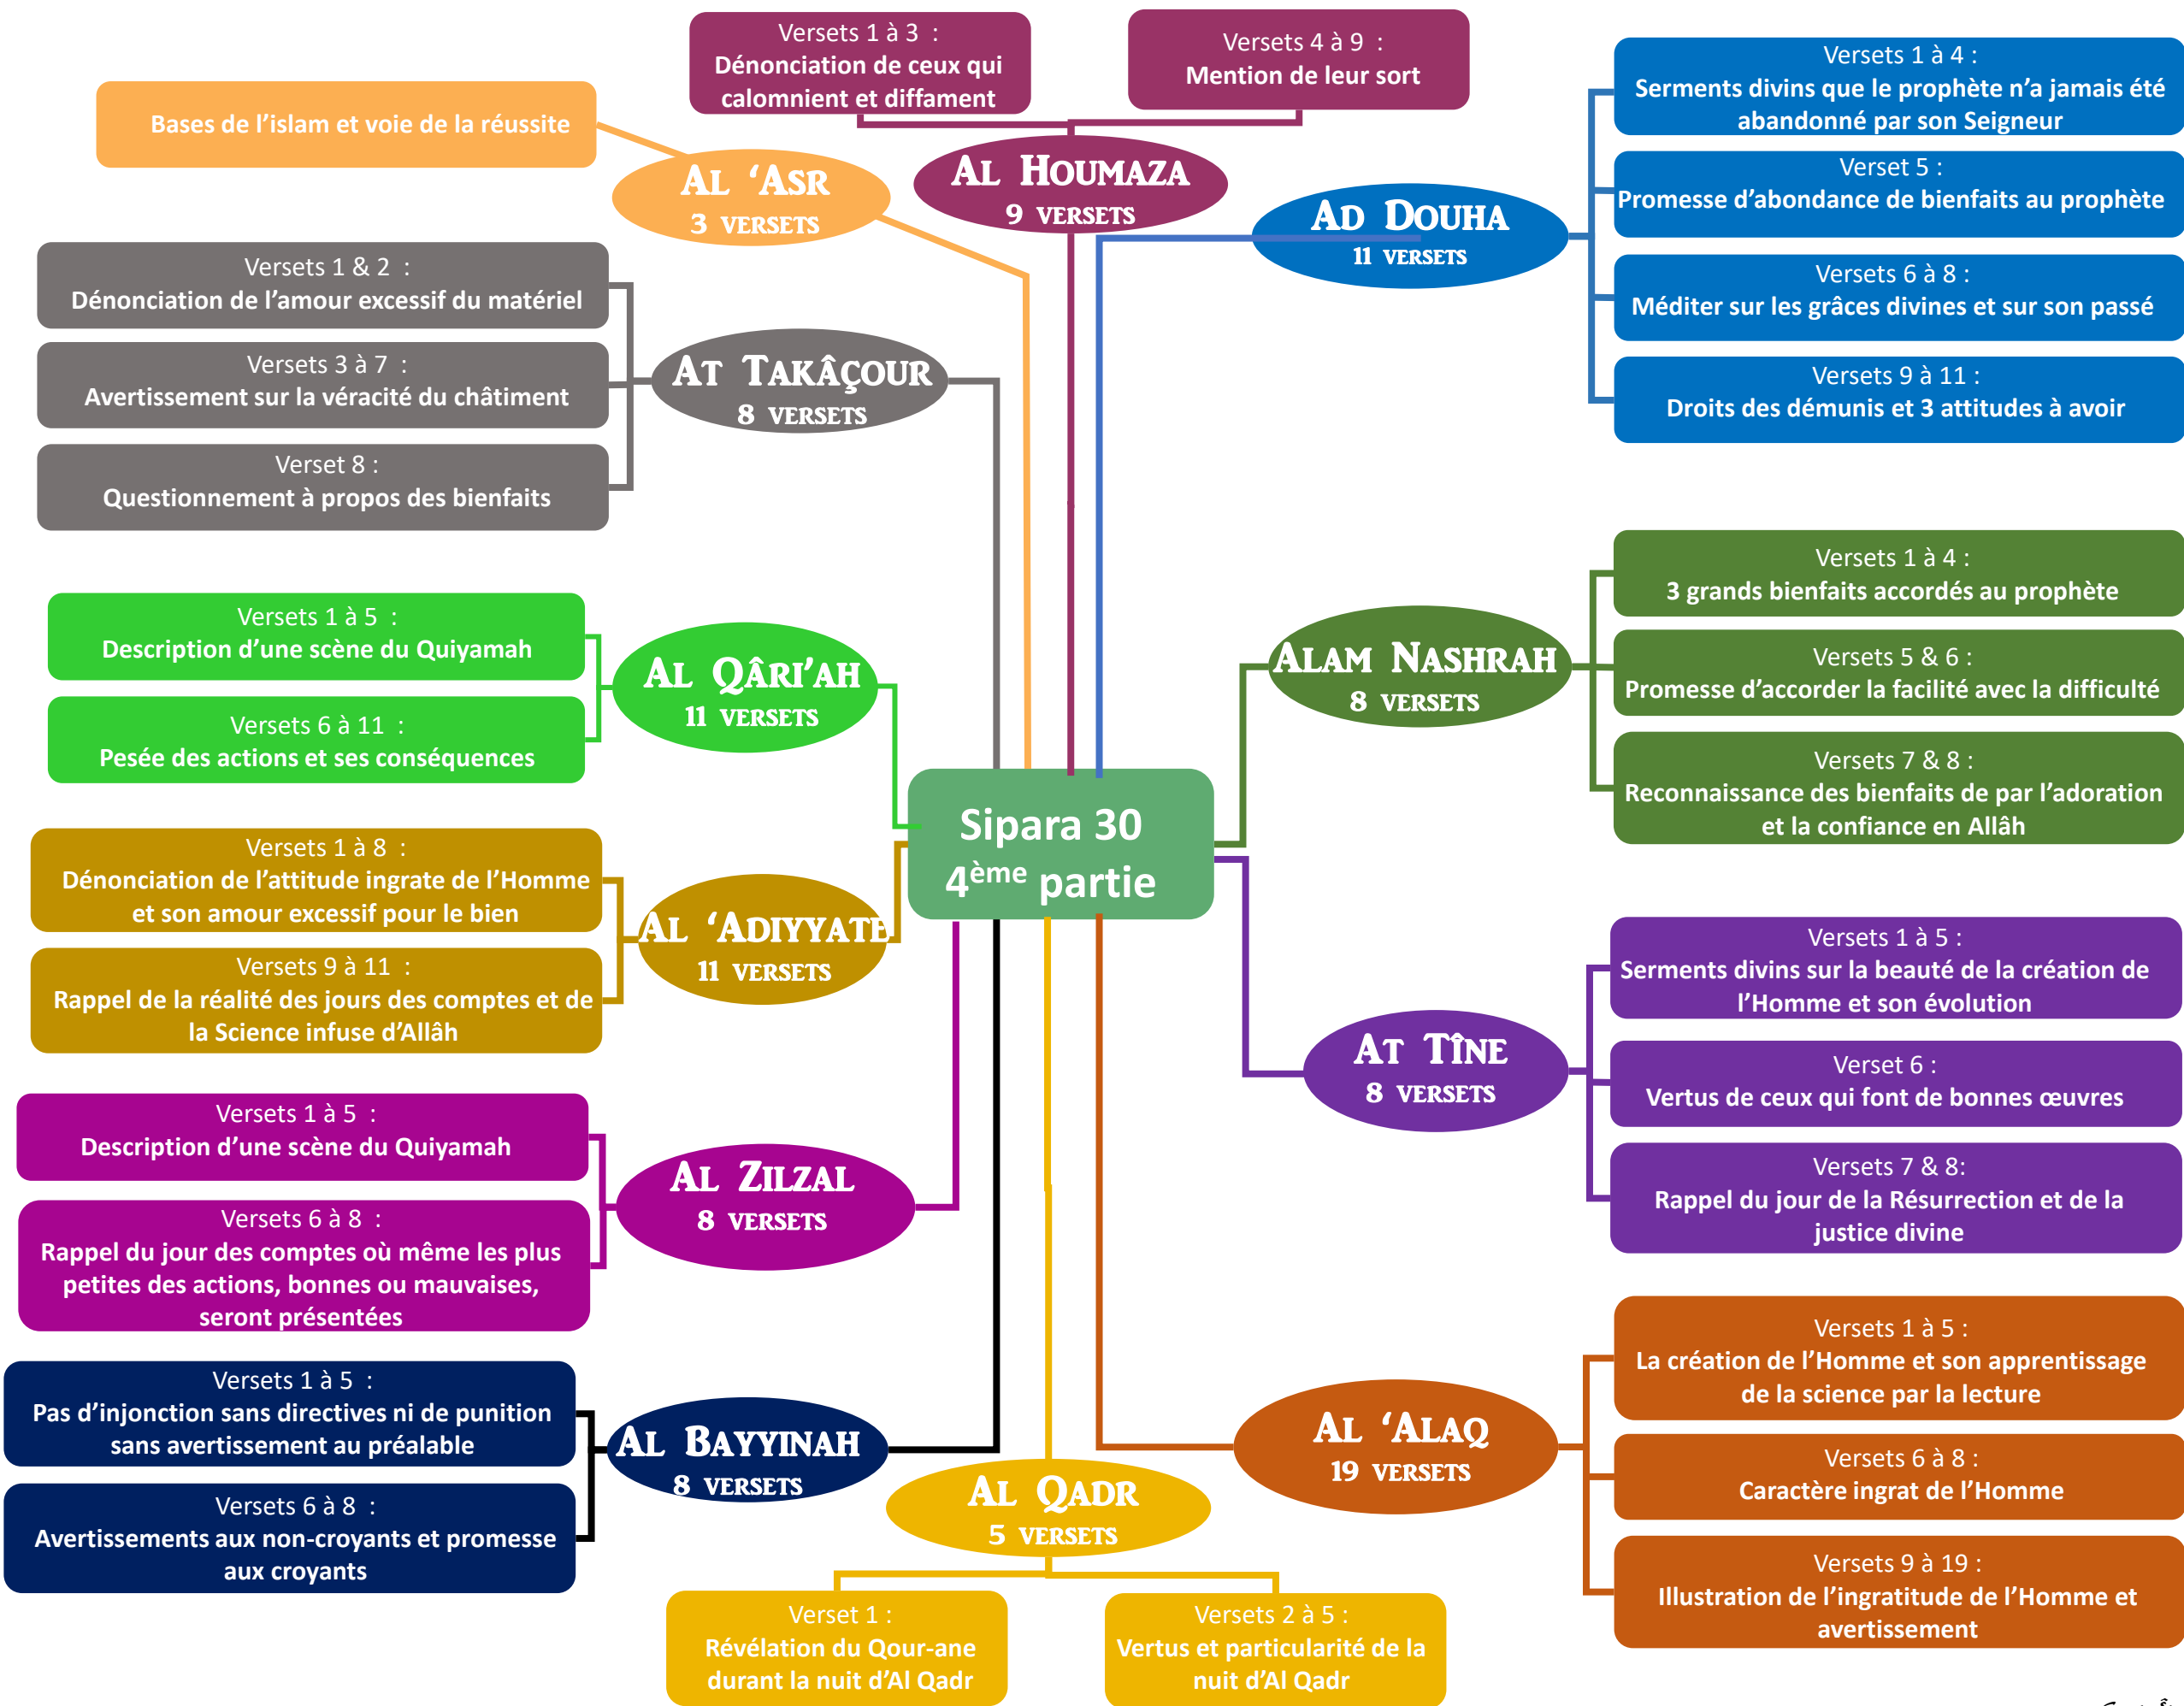 Sipara 30
4ème partie
Ad Douha
11 versets
Versets 1 à 4 :
Serments divins que le prophète n’a jamais été
abandonné par son Seigneur
Verset 5 :
Promesse d’abondance de bienfaits au prophète
Versets 6 à 8 :
Méditer sur les grâces divines et sur son passé
Versets 9 à 11 :
Droits des démunis et 3 attitudes à avoir
Alam Nashrah
8 versets
Versets 1 à 4 :
3 grands bienfaits accordés au prophète
Versets 5 & 6 :
Promesse d’accorder la facilité avec la difficulté
Versets 7 & 8 :
Reconnaissance des bienfaits de par l’adoration
et la confiance en Allâh
At Tîne
8 versets
Versets 1 à 5 :
Serments divins sur la beauté de la création de
l’Homme et son évolution
Verset 6 :
Vertus de ceux qui font de bonnes œuvres
Versets 7 & 8:
Rappel du jour de la Résurrection et de la
justice divine
Al ‘Alaq
19 versets
Versets 1 à 5 :
La création de l’Homme et son apprentissage
de la science par la lecture
Versets 6 à 8 :
Caractère ingrat de l’Homme
Versets 9 à 19 :
Illustration de l’ingratitude de l’Homme et
avertissement
Al Qadr
5 versets
Verset 1 :
Révélation du Qour-ane
durant la nuit d’Al Qadr
Versets 2 à 5 :
Vertus et particularité de la
nuit d’Al Qadr
Al Bayyinah
8 versets
Versets 1 à 5 :
Pas d’injonction sans directives ni de punition
sans avertissement au préalable
Versets 6 à 8 :
Avertissements aux non-croyants et promesse
aux croyants
Al Zilzal
8 versets
Versets 1 à 5 :
Description d’une scène du Quiyamah
Versets 6 à 8 :
Rappel du jour des comptes où même les plus
petites des actions, bonnes ou mauvaises,
seront présentées
Al ‘Adiyyate
11 versets
Versets 1 à 8 :
Dénonciation de l’attitude ingrate de l’Homme
et son amour excessif pour le bien
Versets 9 à 11 :
Rappel de la réalité des jours des comptes et de
la Science infuse d’Allâh
Al Qâri’ah
11 versets
Versets 1 à 5 :
Description d’une scène du Quiyamah
Versets 6 à 11 :
Pesée des actions et ses conséquences
At Takâçour
8 versets
Versets 1 & 2 :
Dénonciation de l’amour excessif du matériel
Versets 3 à 7 :
Avertissement sur la véracité du châtiment
Verset 8 :
Questionnement à propos des bienfaits
Al ‘Asr
3 versets
Bases de l’islam et voie de la réussite
Al Houmaza
9 versets
Versets 1 à 3 :
Dénonciation de ceux qui
calomnient et diffament
Versets 4 à 9 :
Mention de leur sort